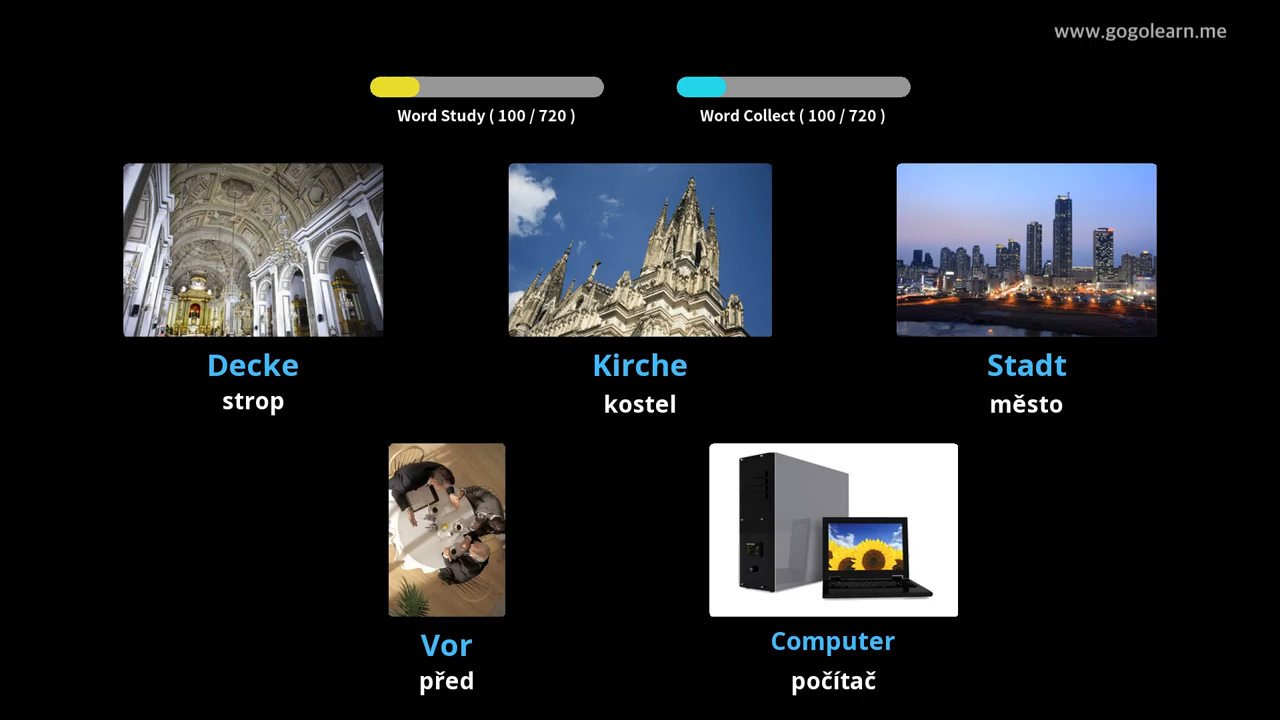 www.gogolearn.me
Word Study ( 100 / 720 )
Word Collect ( 100 / 720 )
Decke
strop
Kirche
kostel
Stadt
město
Vor
před
Computer
počítač